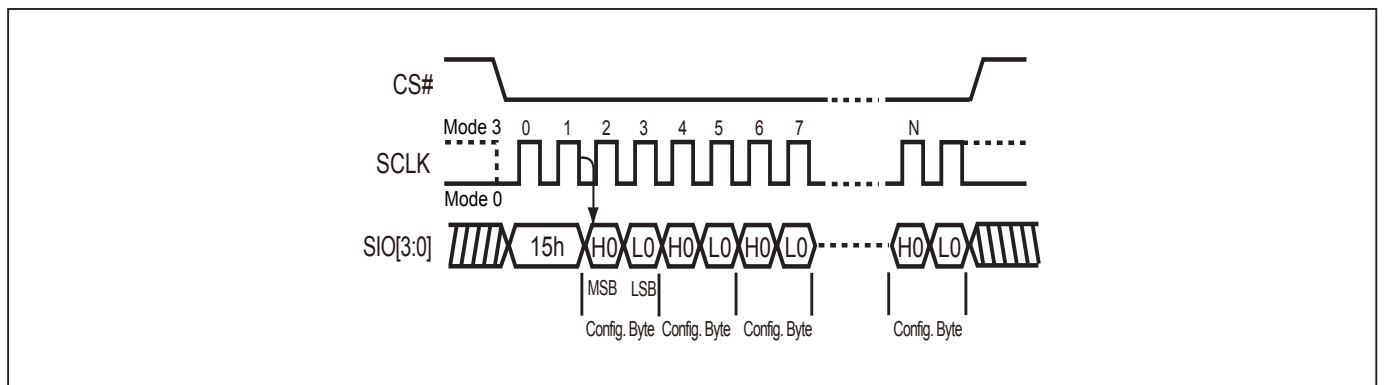 CS#
Mode 3 0 1 2 3 4 5 6 7 N
SCLK
Mode 0
SIO[3:0] 15h H0 L0 H0 L0 H0 L0 H0 L0
MSB LSB
Config. Byte Config. Byte Config. Byte Config. Byte